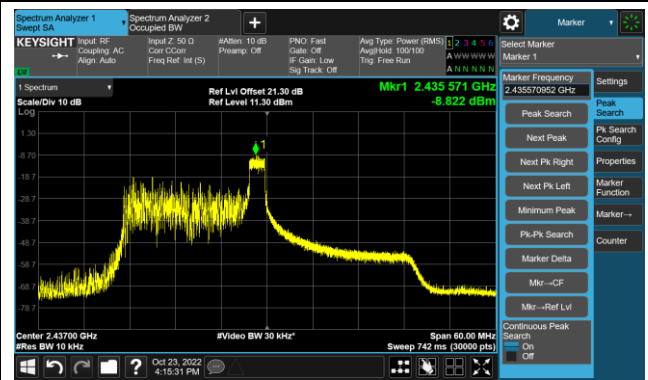 Spectrum Analyzer 1
Swept SA
Spectrum Analyzer 2
Occupied BW
+
Marker
KEYSIGHT
Input: RF
Coupling: AC
Align: Auto
Input Z: 50 Ω
Corr CCorr
Freq Ref: Int (S)
#Atten: 10 dB
Preamp: Off
PNO: Fast
Gate: Off
IF Gain: Low
Sig Track: Off
Avg Type: Power (RMS)
Avg|Hold: 100/100
Trig: Free Run
1 2 3 4 5 6
A W W W W W
A N N N N N
Select Marker
Marker 1
LXI
1 Spectrum
Scale/Div 10 dB
Log
Ref Lvl Offset 21.30 dB
Ref Level 11.30 dBm
Mkr1 2.435 571 GHz
-8.822 dBm
1.30
-8.70
-18.7
-28.7
-38.7
-48.7
-58.7
-68.7
-78.7
1
Center 2.43700 GHz
#Res BW 10 kHz
#Video BW 30 kHz*
Span 60.00 MHz
Sweep 742 ms (30000 pts)
Marker Frequency
2.435570952 GHz
Peak Search
Next Peak
Next Pk Right
Next Pk Left
Minimum Peak
Pk-Pk Search
Marker Delta
Mkr→CF
Mkr→Ref Lvl
Continuous Peak
Search
On
Off
Settings
Peak
Search
Pk Search
Config
Properties
Marker
Function
Marker→
Counter
?
Oct 23, 2022
4:15:31 PM